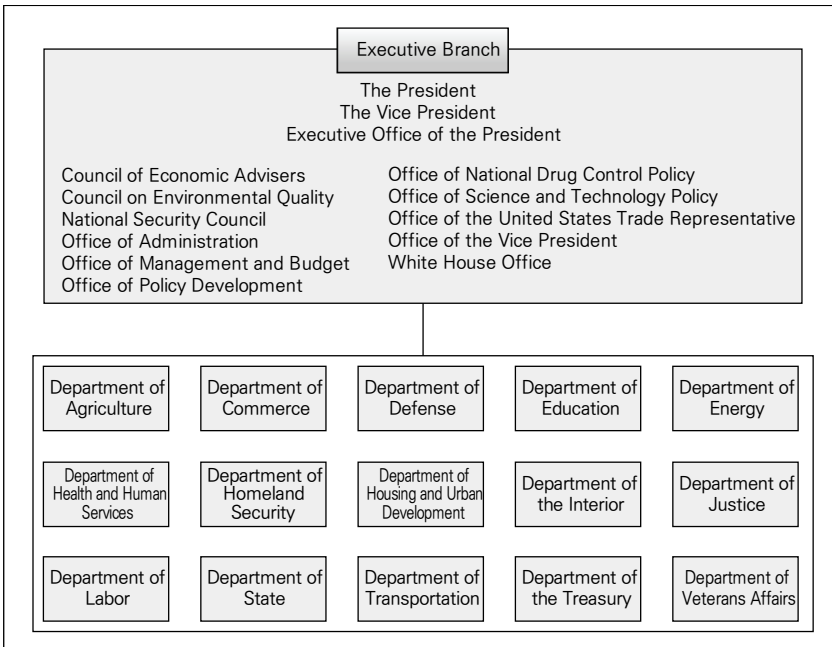 Executive Branch
The President
The Vice President
Executive Office of the President
Council of Economic Advisers
Council on Environmental Quality
National Security Council
Office of Administration
Office of Management and Budget
Office of Policy Development
Office of National Drug Control Policy
Office of Science and Technology Policy
Office of the United States Trade Representative
Office of the Vice President
White House Office
Department of
Agriculture
Department of
Commerce
Department of
Defense
Department of
Education
Department of
Energy
Department of
Health and Human
Services
Department of
Homeland
Security
Department of
Housing and Urban
Development
Department of
the Interior
Department of
Justice
Department of
Labor
Department of
State
Department of
Transportation
Department of
the Treasury
Department of
Veterans Affairs